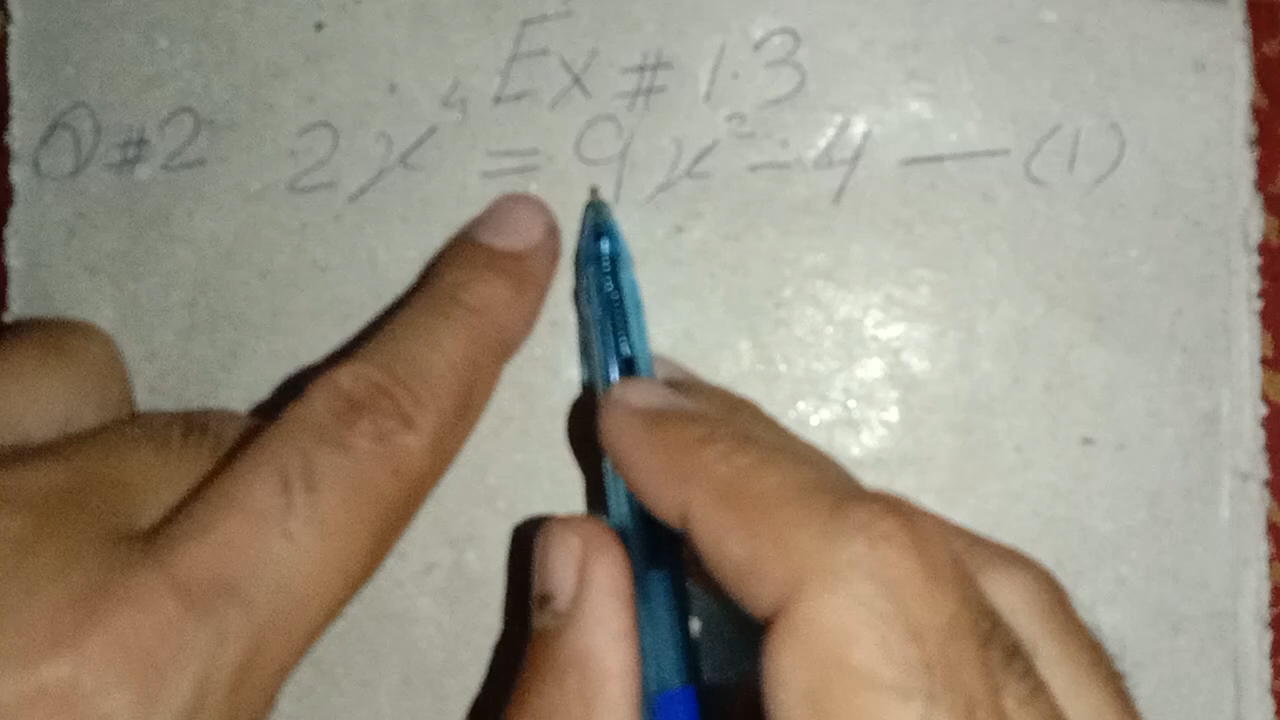 Ex # 1.3
Q#2 2x⁴ = 9x² - 4 — (1)